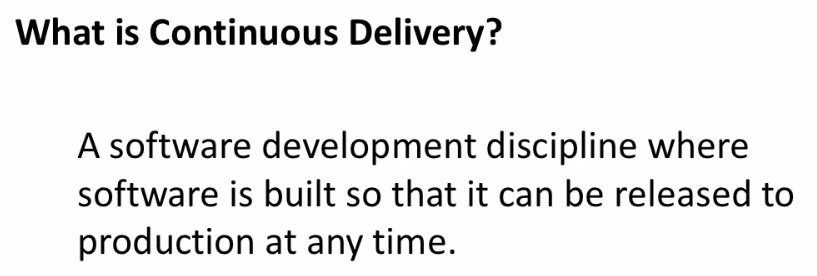 What is Continuous Delivery?
A software development discipline where
software is built so that it can be released to
production at any time.